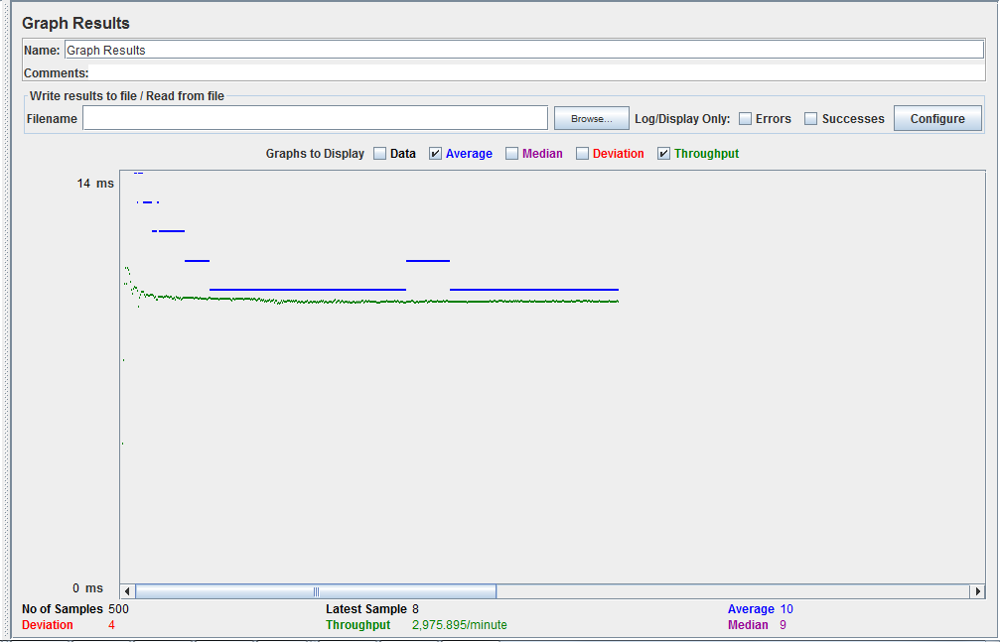 Graph Results
Name: Graph Results
Comments:
Write results to file / Read from file
Filename Browse... Log/Display Only: Errors Successes Configure
Graphs to Display Data Average Median Deviation Throughput
14 ms
0 ms
No of Samples 500 Latest Sample 8 Average 10
Deviation 4 Throughput 2,975.895/minute Median 9